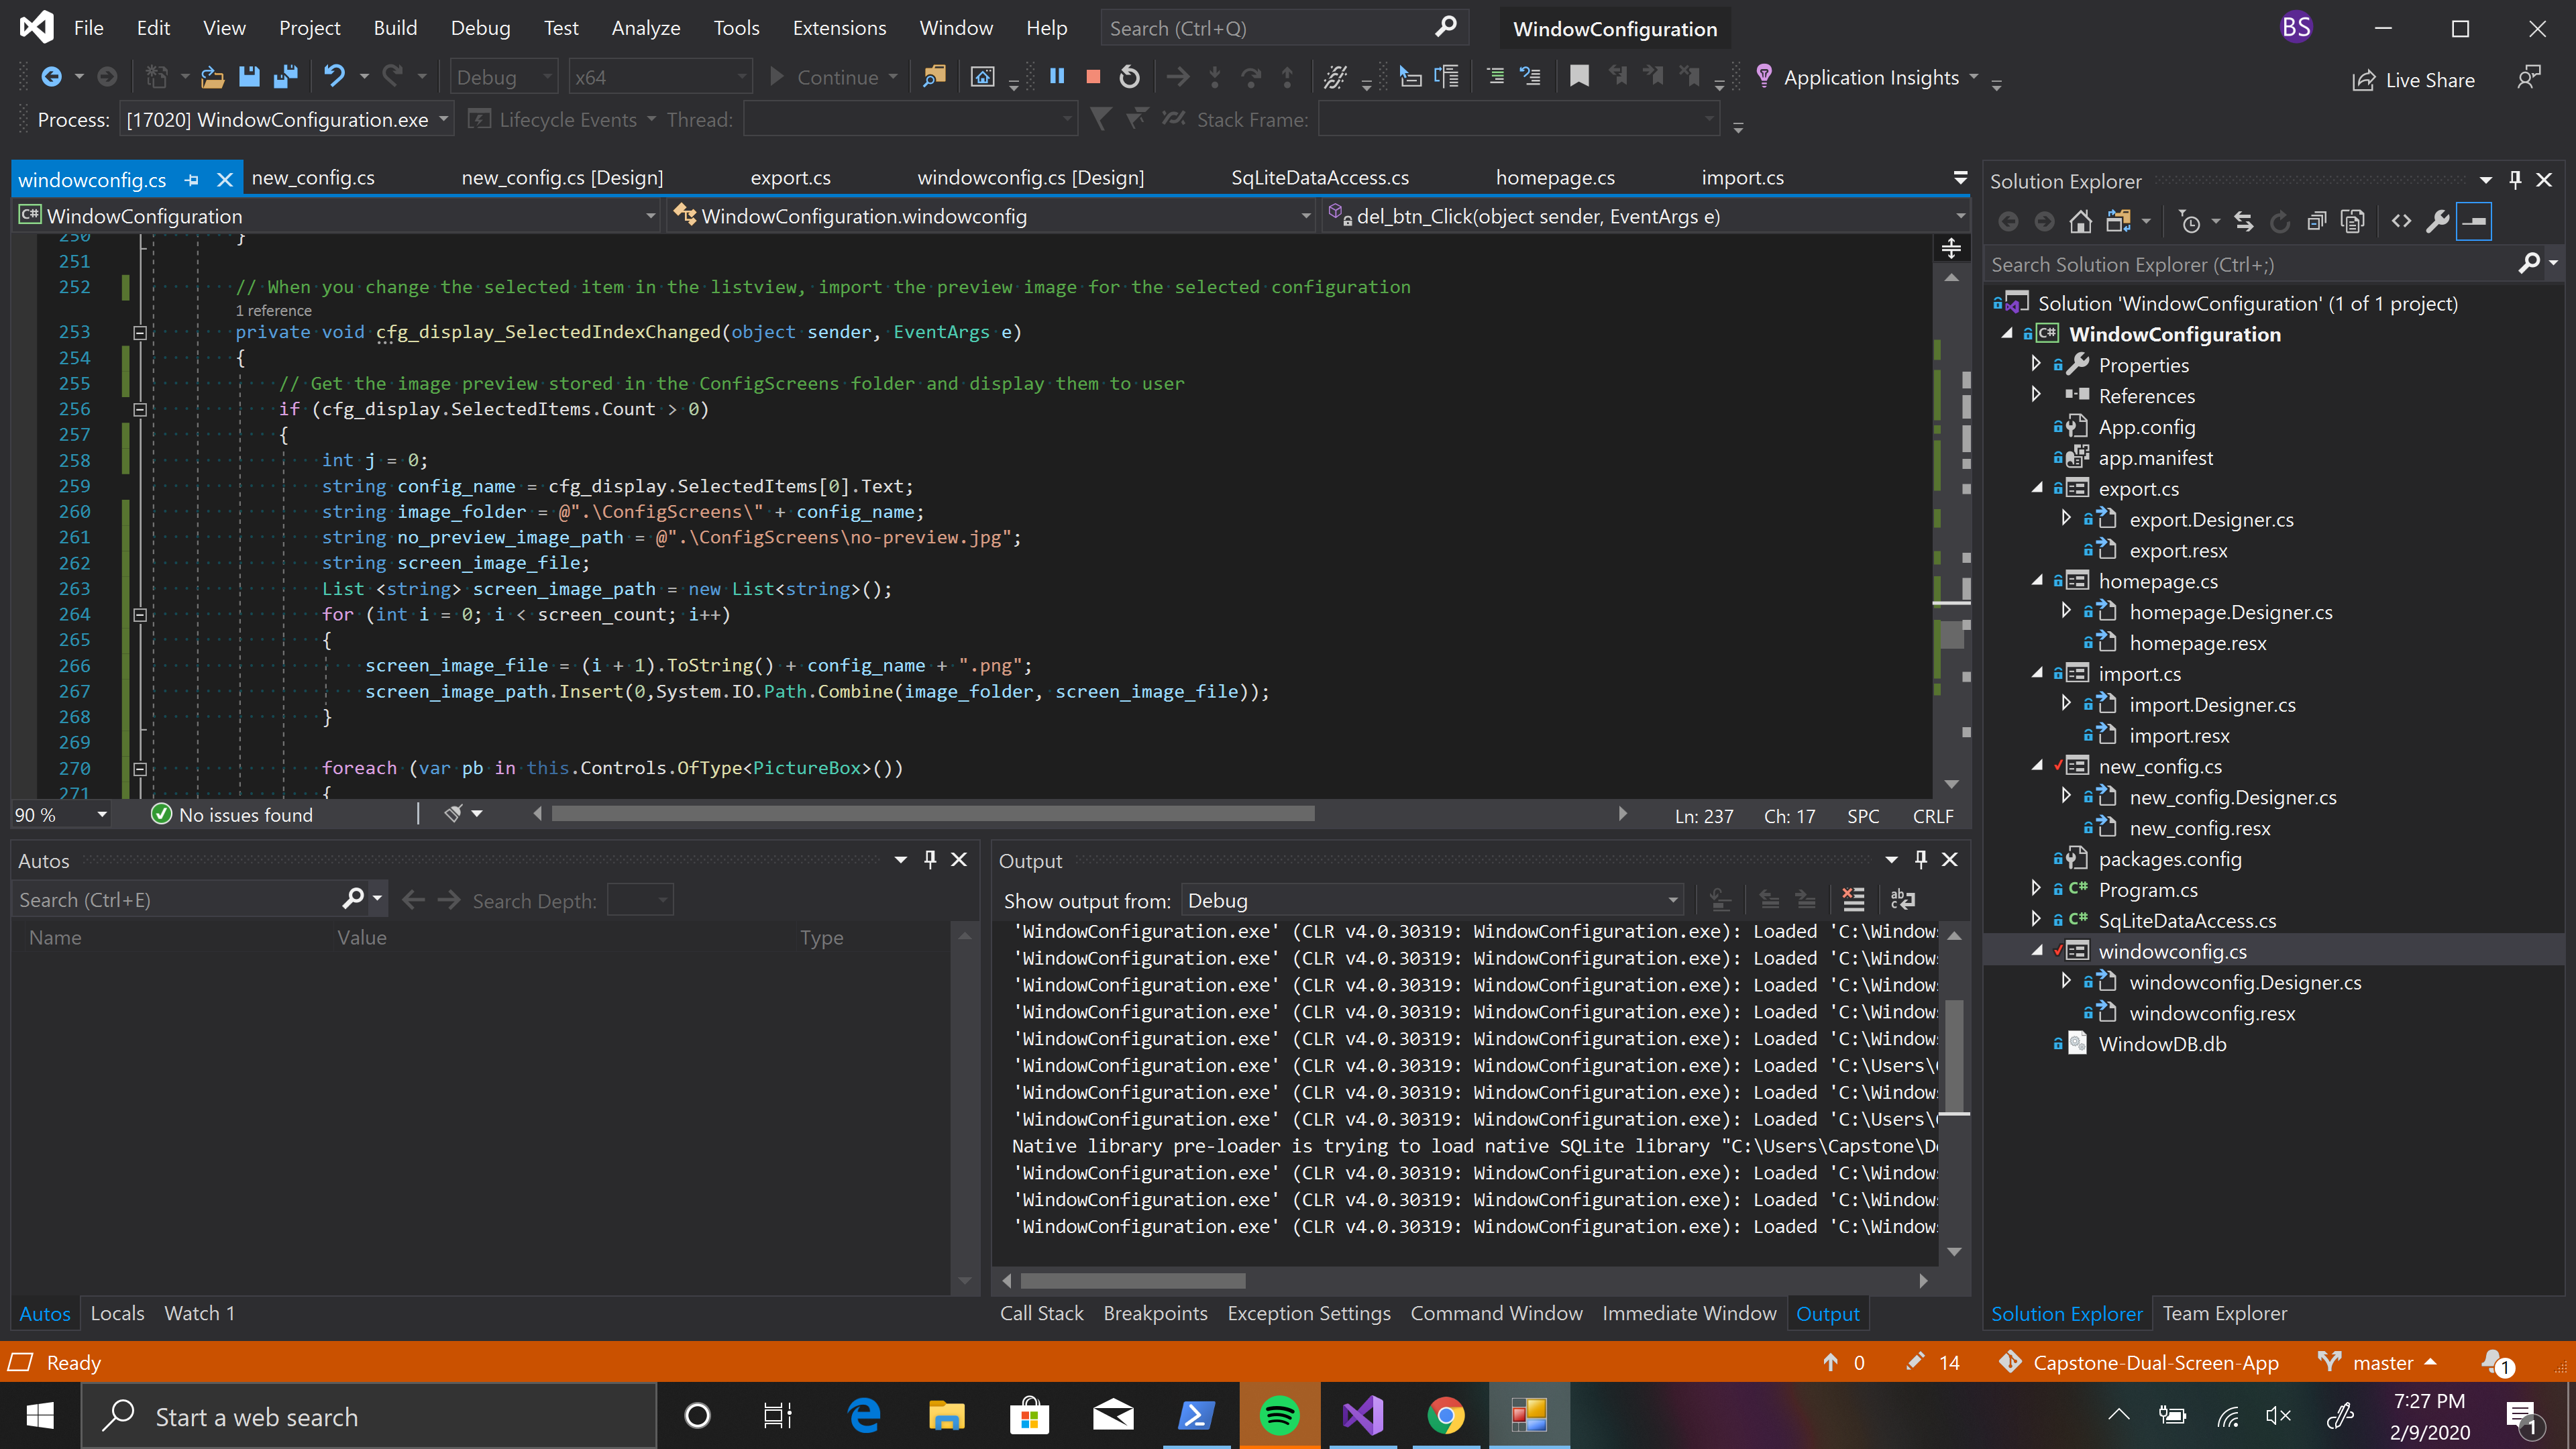 File Edit View Project Build Debug Test Analyze Tools Extensions Window Help Search (Ctrl+Q) WindowConfiguration BS
Debug x64 Continue Application Insights Live Share
Process: [17020] WindowConfiguration.exe Lifecycle Events Thread: Stack Frame:
windowconfig.cs new_config.cs new_config.cs [Design] export.cs windowconfig.cs [Design] SqLiteDataAccess.cs homepage.cs import.cs
C# WindowConfiguration WindowConfiguration.windowconfig del_btn_Click(object sender, EventArgs e)
250 }
251
252 // When you change the selected item in the listview, import the preview image for the selected configuration
1 reference
253 private void cfg_display_SelectedIndexChanged(object sender, EventArgs e)
254 {
255 // Get the image preview stored in the ConfigScreens folder and display them to user
256 if (cfg_display.SelectedItems.Count > 0)
257 {
258 int j = 0;
259 string config_name = cfg_display.SelectedItems[0].Text;
260 string image_folder = @".\ConfigScreens\" + config_name;
261 string no_preview_image_path = @".\ConfigScreens\no-preview.jpg";
262 string screen_image_file;
263 List <string> screen_image_path = new List<string>();
264 for (int i = 0; i < screen_count; i++)
265 {
266 screen_image_file = (i + 1).ToString() + config_name + ".png";
267 screen_image_path.Insert(0,System.IO.Path.Combine(image_folder, screen_image_file));
268 }
269
270 foreach (var pb in this.Controls.OfType<PictureBox>())
271 {
90 % No issues found Ln: 237 Ch: 17 SPC CRLF
Autos
Search (Ctrl+E) Search Depth:
Name Value Type
Autos Locals Watch 1
Output
Show output from: Debug
'WindowConfiguration.exe' (CLR v4.0.30319: WindowConfiguration.exe): Loaded 'C:\Windows
'WindowConfiguration.exe' (CLR v4.0.30319: WindowConfiguration.exe): Loaded 'C:\Windows
'WindowConfiguration.exe' (CLR v4.0.30319: WindowConfiguration.exe): Loaded 'C:\Windows
'WindowConfiguration.exe' (CLR v4.0.30319: WindowConfiguration.exe): Loaded 'C:\Windows
'WindowConfiguration.exe' (CLR v4.0.30319: WindowConfiguration.exe): Loaded 'C:\Windows
'WindowConfiguration.exe' (CLR v4.0.30319: WindowConfiguration.exe): Loaded 'C:\Users\
'WindowConfiguration.exe' (CLR v4.0.30319: WindowConfiguration.exe): Loaded 'C:\Windows
'WindowConfiguration.exe' (CLR v4.0.30319: WindowConfiguration.exe): Loaded 'C:\Users\
Native library pre-loader is trying to load native SQLite library "C:\Users\Capstone\D
'WindowConfiguration.exe' (CLR v4.0.30319: WindowConfiguration.exe): Loaded 'C:\Windows
'WindowConfiguration.exe' (CLR v4.0.30319: WindowConfiguration.exe): Loaded 'C:\Windows
'WindowConfiguration.exe' (CLR v4.0.30319: WindowConfiguration.exe): Loaded 'C:\Windows
Call Stack Breakpoints Exception Settings Command Window Immediate Window Output
Solution Explorer
Search Solution Explorer (Ctrl+;)
Solution 'WindowConfiguration' (1 of 1 project)
C# WindowConfiguration
Properties
References
App.config
app.manifest
export.cs
export.Designer.cs
export.resx
homepage.cs
homepage.Designer.cs
homepage.resx
import.cs
import.Designer.cs
import.resx
new_config.cs
new_config.Designer.cs
new_config.resx
packages.config
C# Program.cs
C# SqLiteDataAccess.cs
windowconfig.cs
windowconfig.Designer.cs
windowconfig.resx
WindowDB.db
Solution Explorer Team Explorer
Ready 0 14 Capstone-Dual-Screen-App master 1
Start a web search
7:27 PM
2/9/2020
1